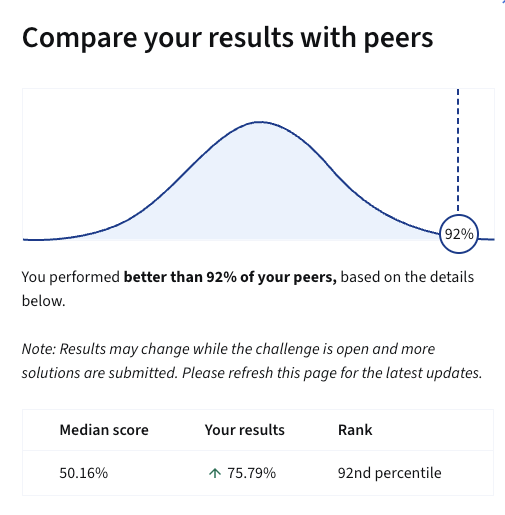 Compare your results with peers
92%
You performed better than 92% of your peers, based on the details
below.
Note: Results may change while the challenge is open and more
solutions are submitted. Please refresh this page for the latest updates.
Median score Your results Rank
50.16% ↑ 75.79% 92nd percentile